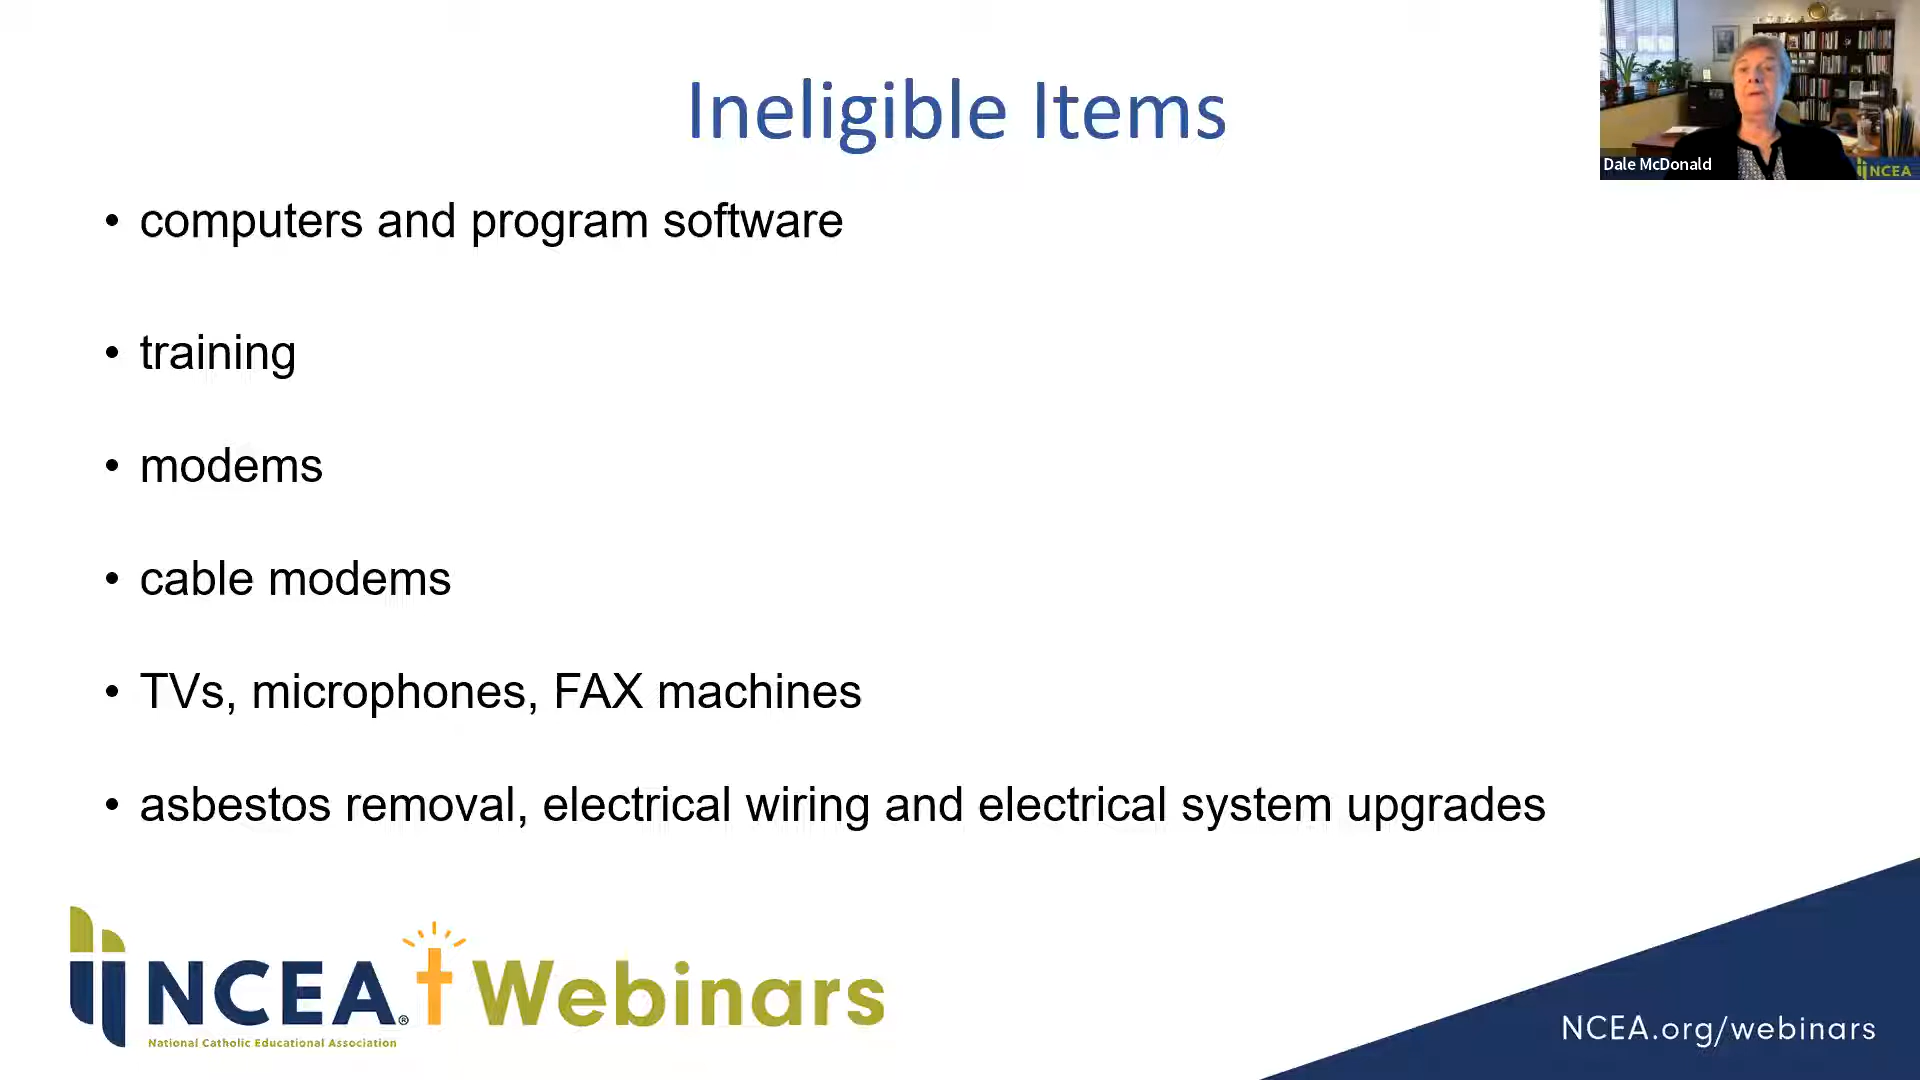 Ineligible Items
• computers and program software
• training
• modems
• cable modems
• TVs, microphones, FAX machines
• asbestos removal, electrical wiring and electrical system upgrades
Dale McDonald
NCEA
NCEA® Webinars
National Catholic Educational Association
NCEA.org/webinars